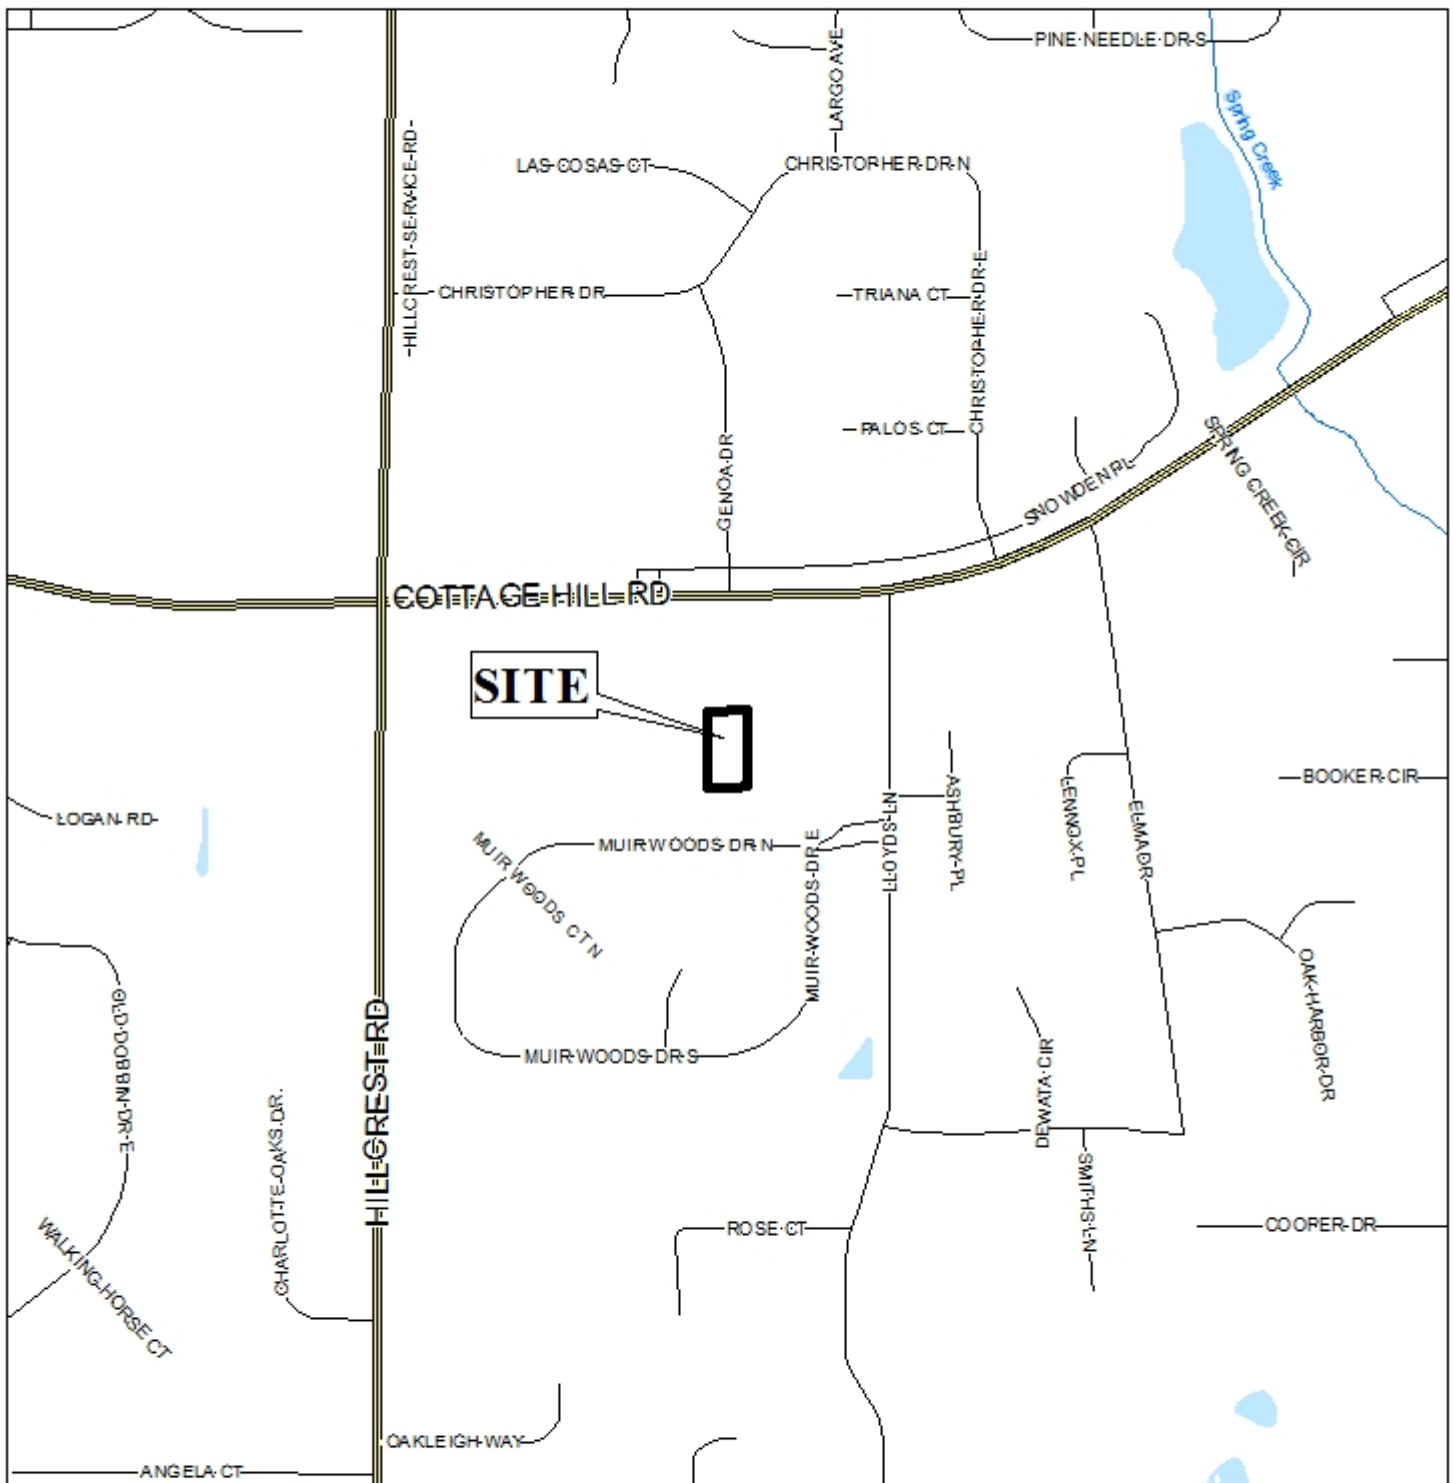 PINE NEEDLE DR S
LARGO AVE
Spring Creek
HILLCREST SERVICE RD
LAS COSAS CT
CHRISTOPHER DR N
CHRISTOPHER DR
TRIANA CT
CHRISTOPHER DR E
PALOS CT
GENOA DR
SNOWDEN PL
SPRING CREEK CIR
COTTAGE HILL RD
SITE
LOGAN RD
MUIR WOODS CT N
MUIR WOODS DR N
MUIR WOODS DR E
LLOYDS LN
ASHBURY PL
LENNOX PL
ELMA DR
BOOKER CIR
OLD DOBBIN DR E
HILLCREST RD
MUIR WOODS DR S
DEWATA CIR
OAK HARBOR DR
CHARLOTTE OAKS DR
SMITHS LN
WALKING HORSE CT
ROSE CT
COOPER DR
OAKLEIGH WAY
ANGELA CT